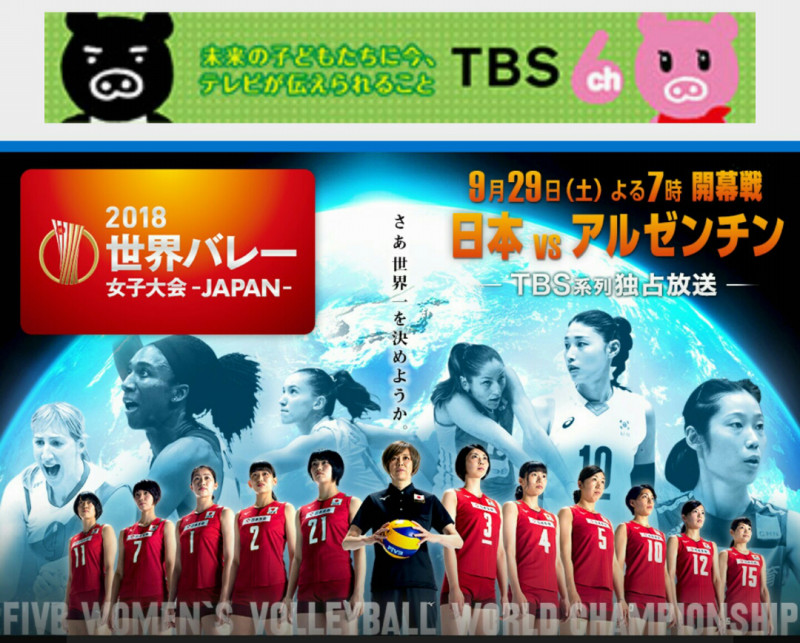 未来の子どもたちに今、
テレビが伝えられること
TBS 6ch
2018
世界バレー
女子大会 -JAPAN-
9月29日(土)よる7時 開幕戦
日本 VS アルゼンチン
TBS系列独占放送
さあ世界一を決めようか。
10
11
7
1
2
21
3
4
5
10
12
15
FIVB WOMEN`S VOLLEYBALL WORLD CHAMPIONSHIP